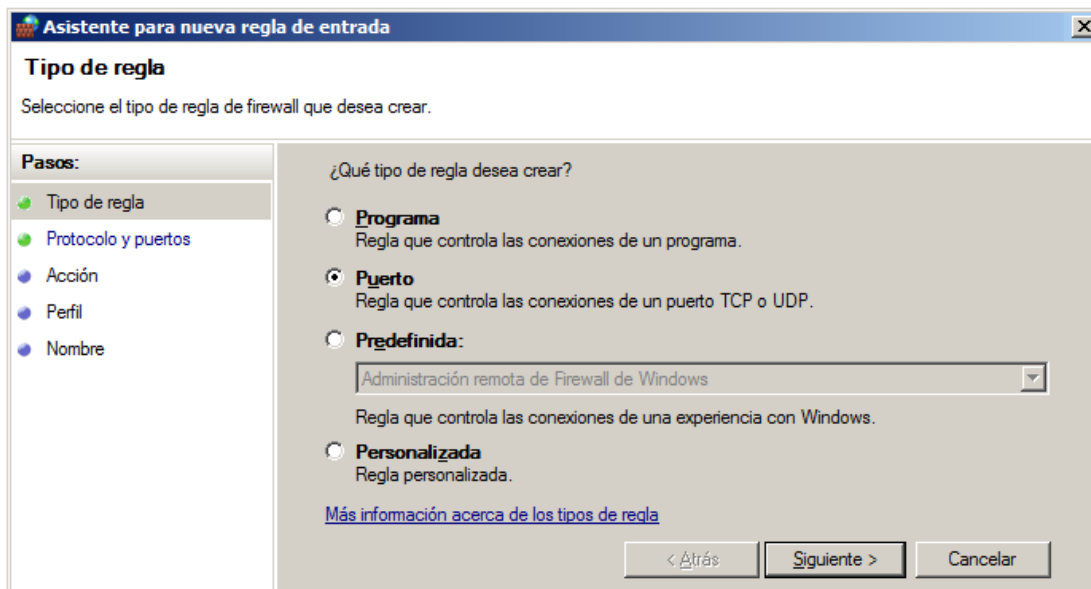 Asistente para nueva regla de entrada
Tipo de regla
Seleccione el tipo de regla de firewall que desea crear.
Pasos:
Tipo de regla
Protocolo y puertos
Acción
Perfil
Nombre
¿Qué tipo de regla desea crear?
Programa
Regla que controla las conexiones de un programa.
Puerto
Regla que controla las conexiones de un puerto TCP o UDP.
Predefinida:
Administración remota de Firewall de Windows
Regla que controla las conexiones de una experiencia con Windows.
Personalizada
Regla personalizada.
Más información acerca de los tipos de regla
< Atrás
Siguiente >
Cancelar